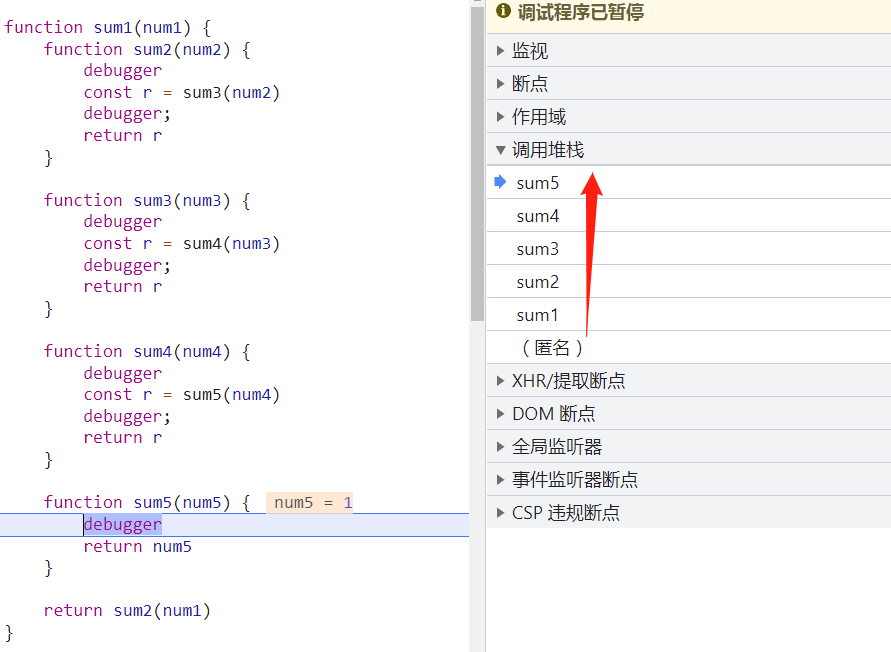 function sum1(num1) {
    function sum2(num2) {
        debugger
        const r = sum3(num2)
        debugger;
        return r
    }

    function sum3(num3) {
        debugger
        const r = sum4(num3)
        debugger;
        return r
    }

    function sum4(num4) {
        debugger
        const r = sum5(num4)
        debugger;
        return r
    }

    function sum5(num5) {  num5 = 1
        debugger
        return num5
    }

    return sum2(num1)
}
调试程序已暂停
监视
断点
作用域
调用堆栈
sum5
sum4
sum3
sum2
sum1
（匿名）
XHR/提取断点
DOM 断点
全局监听器
事件监听器断点
CSP 违规断点